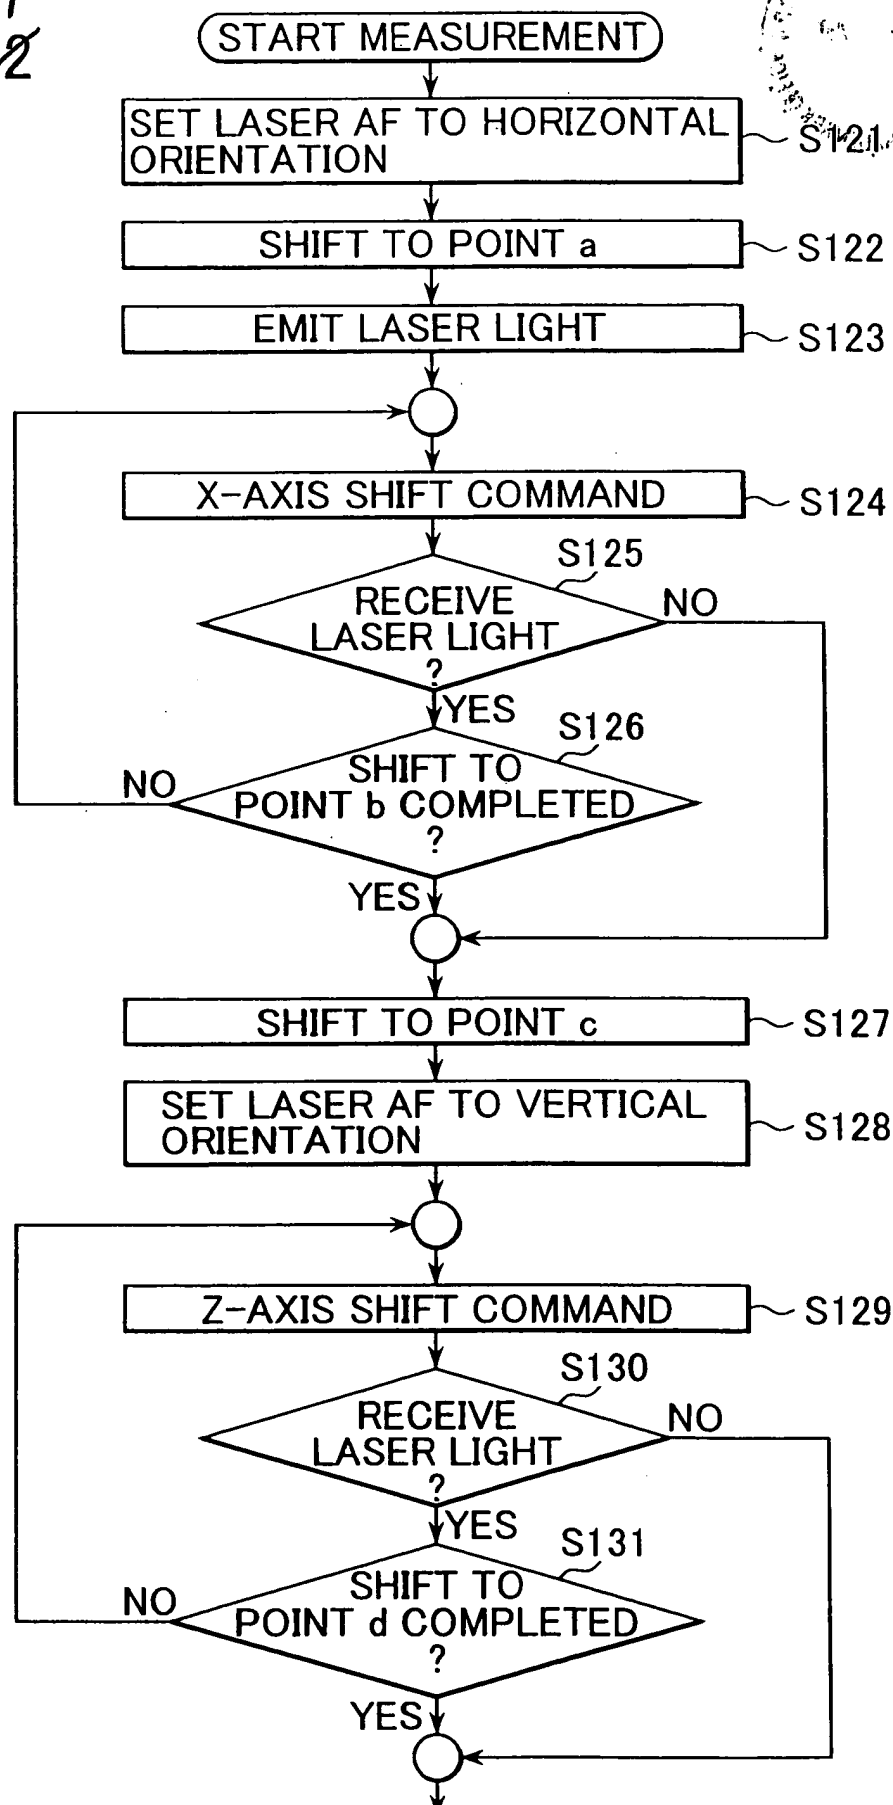 2
START MEASUREMENT
SET LASER AF TO HORIZONTAL
ORIENTATION
S121
SHIFT TO POINT a
S122
EMIT LASER LIGHT
S123
X-AXIS SHIFT COMMAND
S124
S125
RECEIVE
LASER LIGHT
?
NO
YES
S126
SHIFT TO
POINT b COMPLETED
?
NO
YES
SHIFT TO POINT c
S127
SET LASER AF TO VERTICAL
ORIENTATION
S128
Z-AXIS SHIFT COMMAND
S129
S130
RECEIVE
LASER LIGHT
?
NO
YES
S131
SHIFT TO
POINT d COMPLETED
?
NO
YES